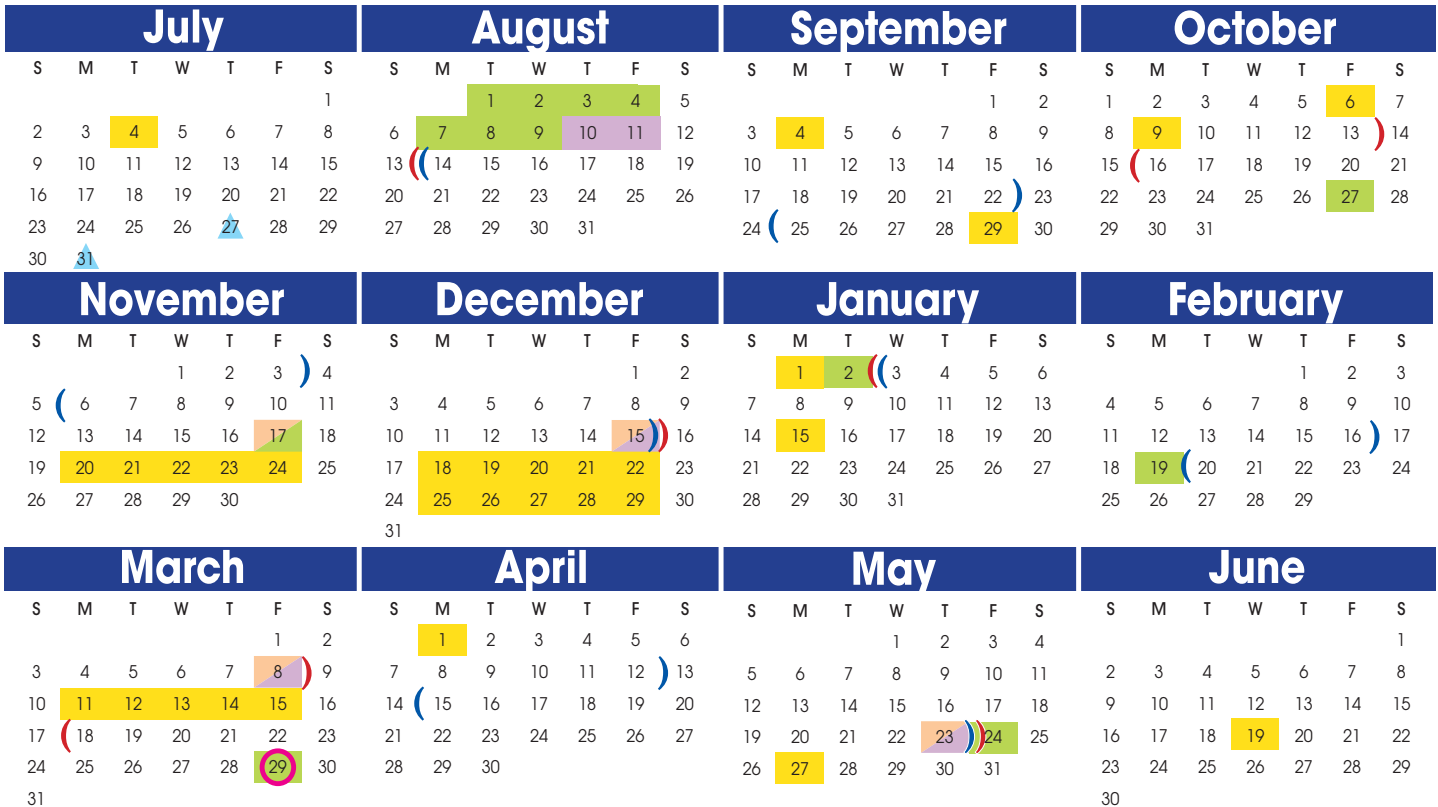 July August September October
S M T W T F S S M T W T F S S M T W T F S S M T W T F S
1 1 2 3 4 5 1 2 1 2 3 4 5 6 7
2 3 4 5 6 7 8 6 7 8 9 10 11 12 3 4 5 6 7 8 9 8 9 10 11 12 13 14
9 10 11 12 13 14 15 13 14 15 16 17 18 19 10 11 12 13 14 15 16 15 16 17 18 19 20 21
16 17 18 19 20 21 22 20 21 22 23 24 25 26 17 18 19 20 21 22 23 22 23 24 25 26 27 28
23 24 25 26 27 28 29 27 28 29 30 31 24 25 26 27 28 29 30 29 30 31
30 31
November December January February
S M T W T F S S M T W T F S S M T W T F S S M T W T F S
1 2 3 4 1 2 1 2 3 4 5 6 1 2 3
5 6 7 8 9 10 11 3 4 5 6 7 8 9 7 8 9 10 11 12 13 4 5 6 7 8 9 10
12 13 14 15 16 17 18 10 11 12 13 14 15 16 14 15 16 17 18 19 20 11 12 13 14 15 16 17
19 20 21 22 23 24 25 17 18 19 20 21 22 23 21 22 23 24 25 26 27 18 19 20 21 22 23 24
26 27 28 29 30 24 25 26 27 28 29 30 28 29 30 31 25 26 27 28 29
31
March April May June
S M T W T F S S M T W T F S S M T W T F S S M T W T F S
1 2 1 2 3 4 5 6 1 2 3 4 1
3 4 5 6 7 8 9 7 8 9 10 11 12 13 5 6 7 8 9 10 11 2 3 4 5 6 7 8
10 11 12 13 14 15 16 14 15 16 17 18 19 20 12 13 14 15 16 17 18 9 10 11 12 13 14 15
17 18 19 20 21 22 23 21 22 23 24 25 26 27 19 20 21 22 23 24 25 16 17 18 19 20 21 22
24 25 26 27 28 29 30 28 29 30 26 27 28 29 30 31 23 24 25 26 27 28 29
31 30